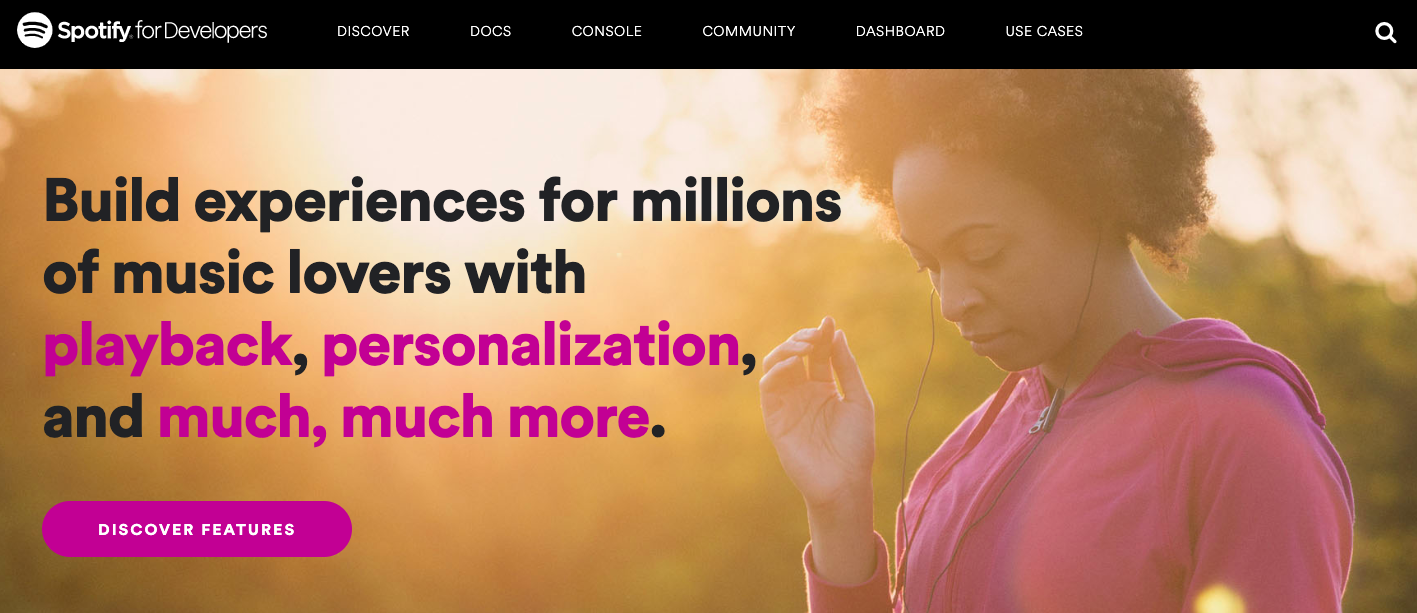 Spotify for Developers
DISCOVER
DOCS
CONSOLE
COMMUNITY
DASHBOARD
USE CASES
Build experiences for millions
of music lovers with
playback, personalization,
and much, much more.
DISCOVER FEATURES